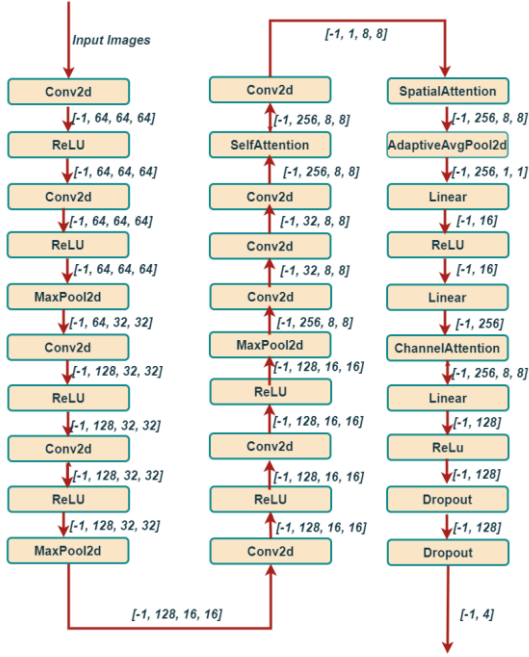 Input Images
Conv2d
[-1, 64, 64, 64]
ReLU
[-1, 64, 64, 64]
Conv2d
[-1, 64, 64, 64]
ReLU
[-1, 64, 64, 64]
MaxPool2d
[-1, 64, 32, 32]
Conv2d
[-1, 128, 32, 32]
ReLU
[-1, 128, 32, 32]
Conv2d
[-1, 128, 32, 32]
ReLU
[-1, 128, 32, 32]
MaxPool2d
[-1, 128, 16, 16]
Conv2d
[-1, 128, 16, 16]
ReLU
[-1, 128, 16, 16]
Conv2d
[-1, 128, 16, 16]
ReLU
[-1, 128, 16, 16]
MaxPool2d
[-1, 256, 8, 8]
Conv2d
[-1, 32, 8, 8]
Conv2d
[-1, 32, 8, 8]
Conv2d
[-1, 256, 8, 8]
SelfAttention
[-1, 256, 8, 8]
Conv2d
[-1, 1, 8, 8]
SpatialAttention
[-1, 256, 8, 8]
AdaptiveAvgPool2d
[-1, 256, 1, 1]
Linear
[-1, 16]
ReLU
[-1, 16]
Linear
[-1, 256]
ChannelAttention
[-1, 256, 8, 8]
Linear
[-1, 128]
ReLu
[-1, 128]
Dropout
[-1, 128]
Dropout
[-1, 4]